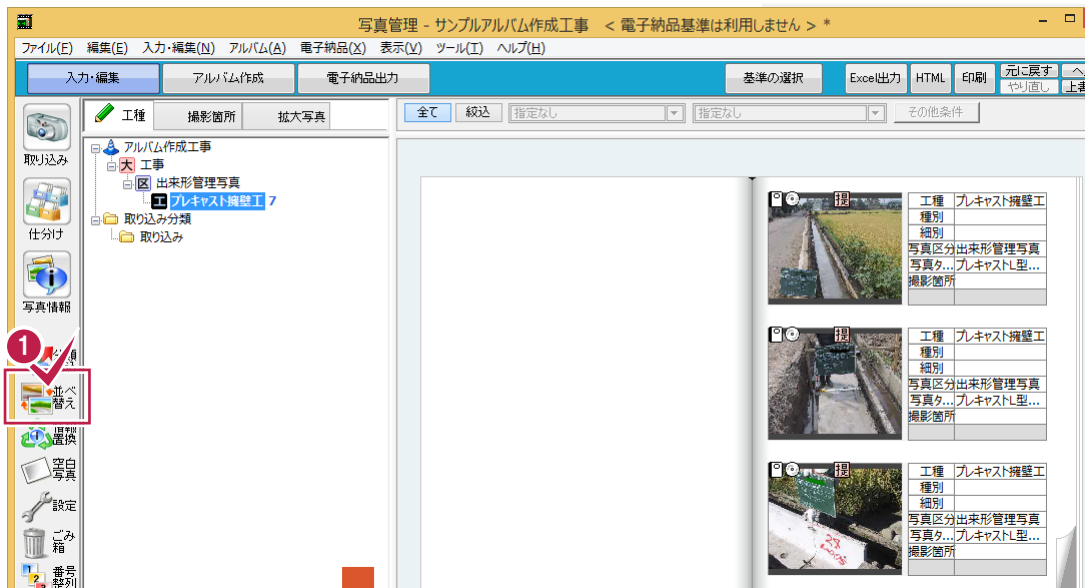 写真管理 - サンプルアルバム作成工事 < 電子納品基準は利用しません > *
ファイル(F) 編集(E) 入力・編集(N) アルバム(A) 電子納品(X) 表示(V) ツール(T) ヘルプ(H)
入力・編集 アルバム作成 電子納品出力 基準の選択 Excel出力 HTML 印刷 元に戻す
やり直し
工種 撮影箇所 拡大写真 全て 絞込 指定なし 指定なし その他条件
取り込み
仕分け
写真情報
1
並べ
替え
情報
置換
空白
写真
設定
ごみ
箱
番号
整列
アルバム作成工事
大 工事
区 出来形管理写真
工 プレキャスト擁壁工 7
取り込み分類
取り込み
提
工種 プレキャスト擁壁工
種別
細別
写真区分 出来形管理写真
写真タ... プレキャストL型...
撮影箇所
提
工種 プレキャスト擁壁工
種別
細別
写真区分 出来形管理写真
写真タ... プレキャストL型...
撮影箇所
提
工種 プレキャスト擁壁工
種別
細別
写真区分 出来形管理写真
写真タ... プレキャストL型...
撮影箇所